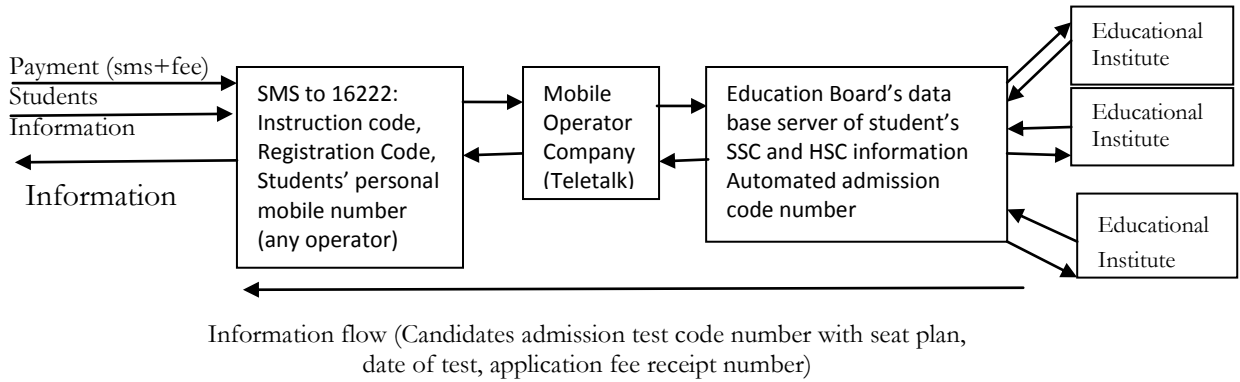 Payment (sms+fee)
Students
Information
Information
SMS to 16222:
Instruction code,
Registration Code,
Students’ personal
mobile number
(any operator)
Mobile
Operator
Company
(Teletalk)
Education Board’s data
base server of student’s
SSC and HSC information
Automated admission
code number
Educational
Institute
Educational
Institute
Educational
Institute
Information flow (Candidates admission test code number with seat plan,
date of test, application fee receipt number)